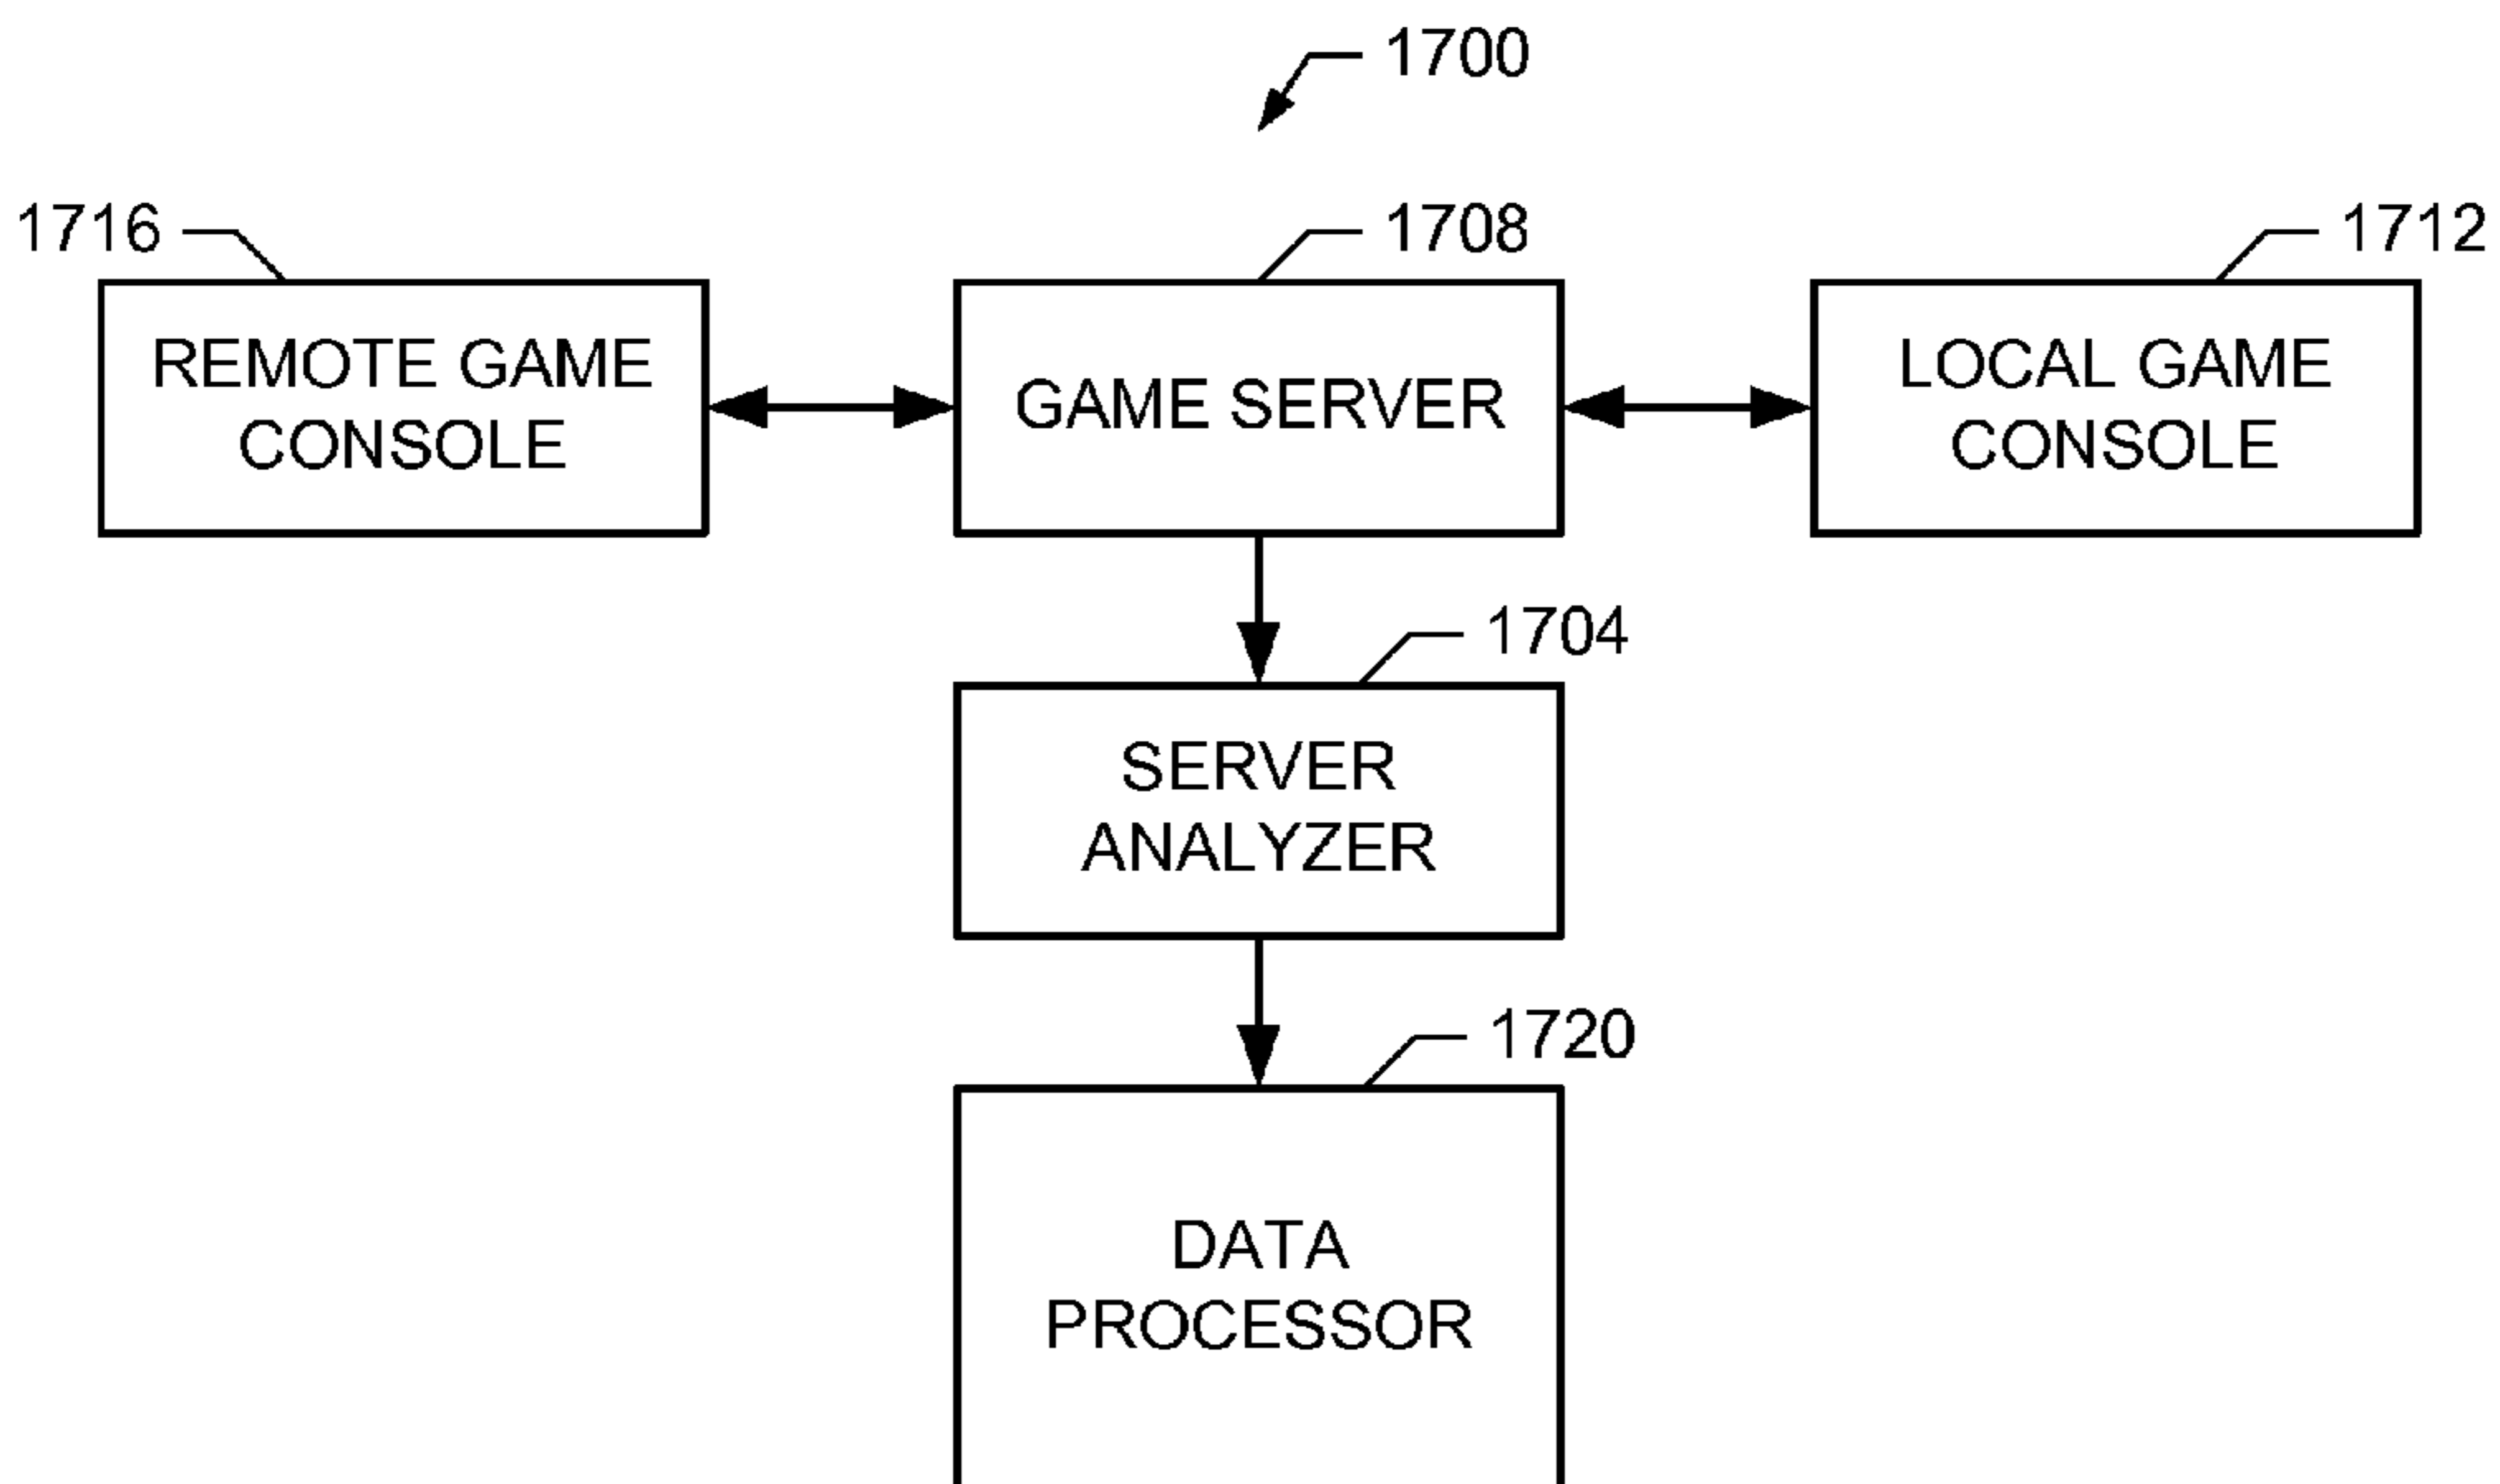 1700
1716
1708
1712
REMOTE GAME
CONSOLE
GAME SERVER
LOCAL GAME
CONSOLE
1704
SERVER
ANALYZER
1720
DATA
PROCESSOR